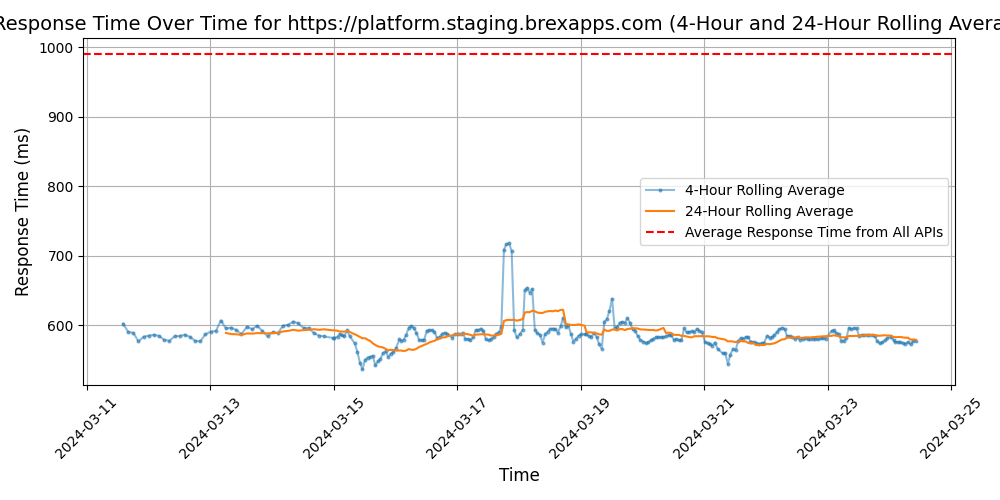 Response Time Over Time for https://platform.staging.brexapps.com (4-Hour and 24-Hour Rolling Avera
Response Time (ms)
1000
900
800
700
600
4-Hour Rolling Average
24-Hour Rolling Average
Average Response Time from All APIs
2024-03-11
2024-03-13
2024-03-15
2024-03-17
2024-03-19
2024-03-21
2024-03-23
2024-03-25
Time